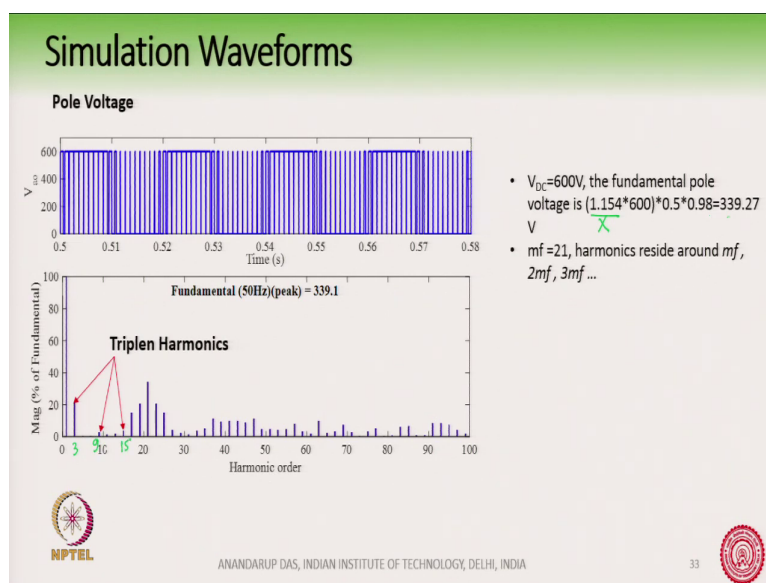 Simulation Waveforms
Pole Voltage
600
400
200
0
0.5 0.51 0.52 0.53 0.54 0.55 0.56 0.57 0.58
Time (s)
100
80
60
40
20
0
Mag (% of Fundamental)
Fundamental (50Hz)(peak) = 339.1
Triplen Harmonics
3 9 15
0 10 20 30 40 50 60 70 80 90 100
Harmonic order
• VDC=600V, the fundamental pole
voltage is (1.154*600)*0.5*0.98=339.27
V
x
• mf =21, harmonics reside around mf ,
2mf , 3mf ...
NPTEL
ANANDARUP DAS, INDIAN INSTITUTE OF TECHNOLOGY, DELHI, INDIA
33